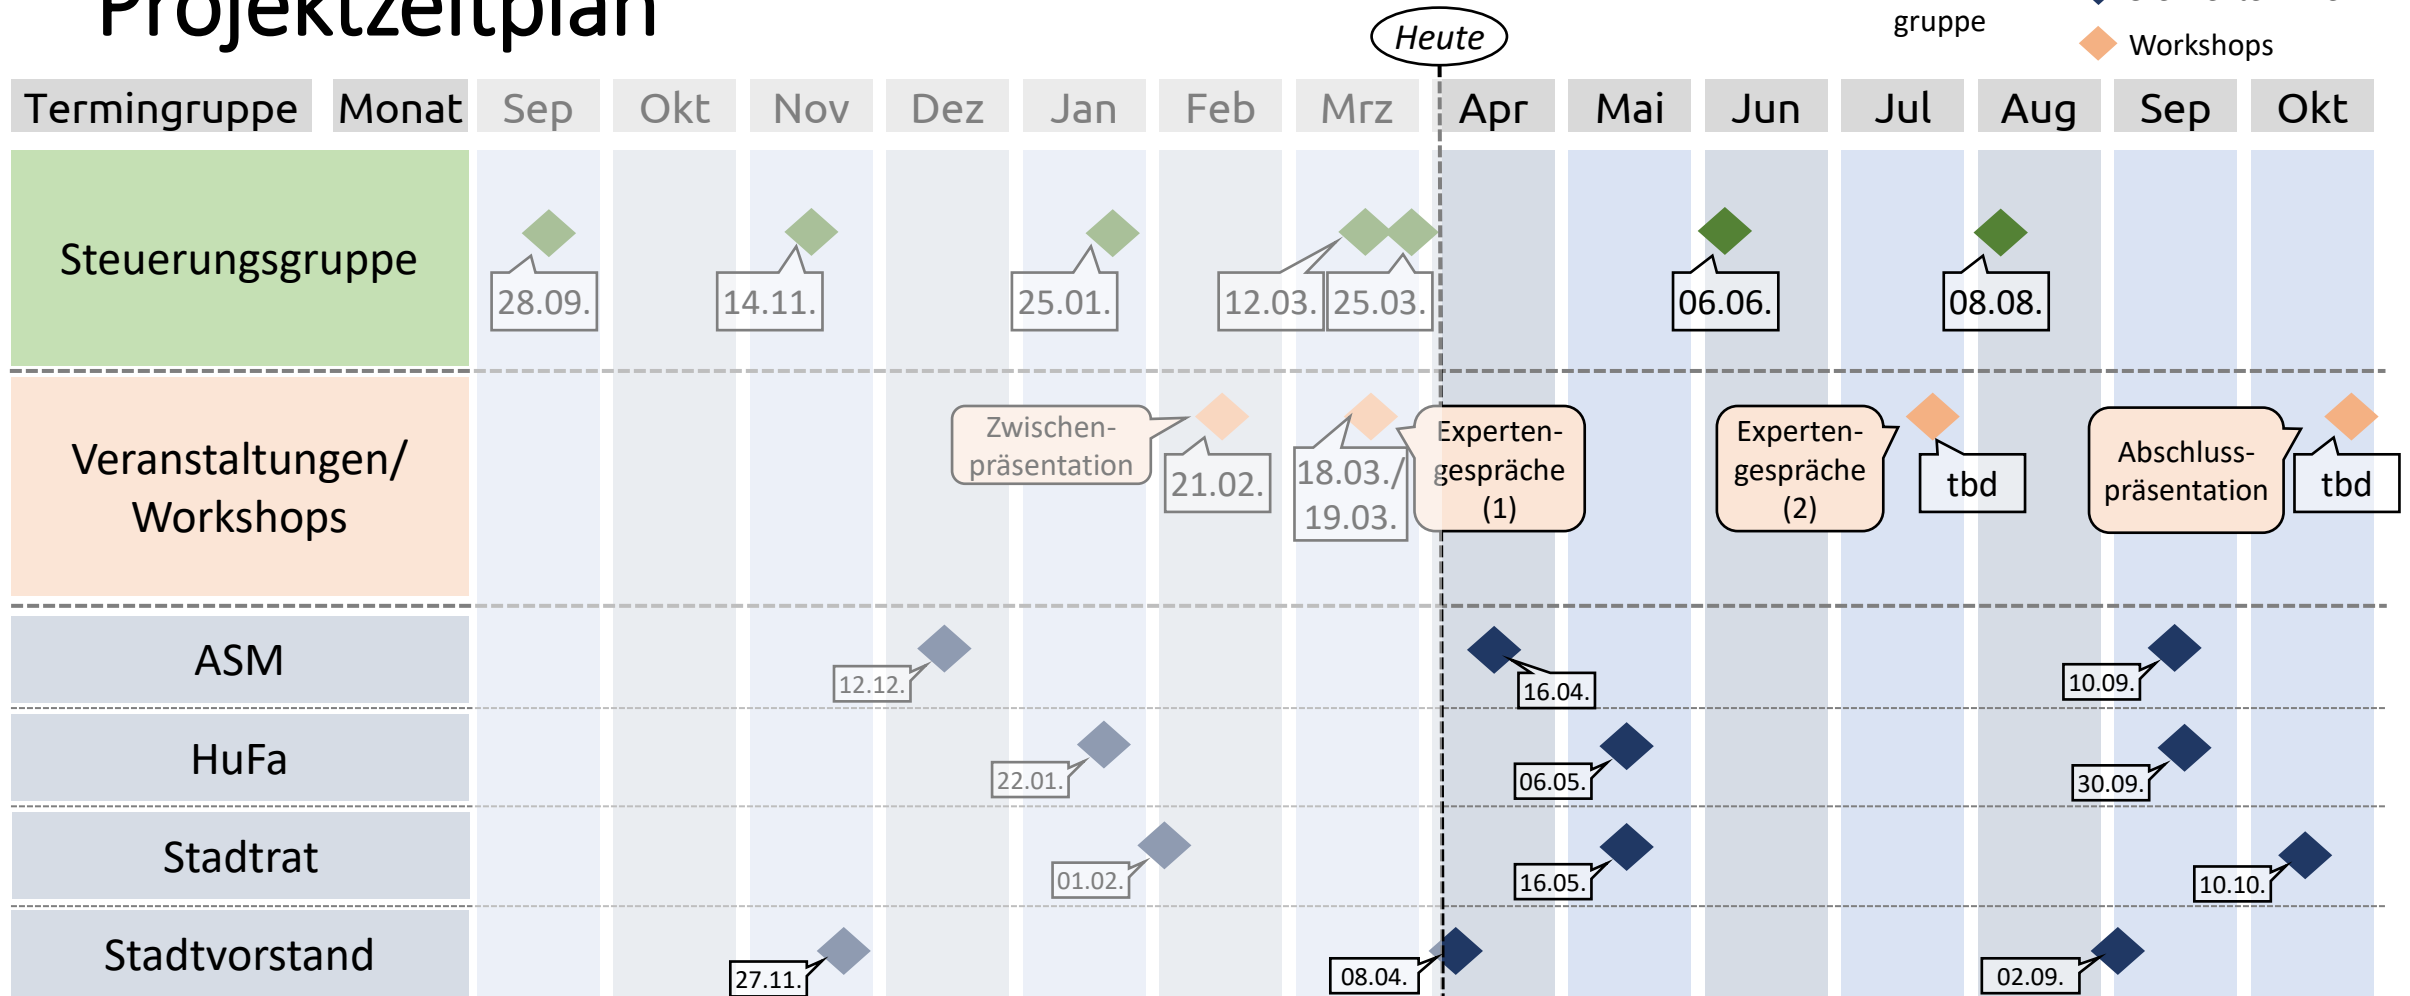 Projektzeitplan
Heute
gruppe
Workshops
Termingruppe Monat Sep Okt Nov Dez Jan Feb Mrz Apr Mai Jun Jul Aug Sep Okt
Steuerungsgruppe
28.09. 14.11. 25.01. 12.03. 25.03. 06.06. 08.08.
Veranstaltungen/
Workshops
Zwischen-
präsentation
21.02.
18.03./
19.03.
Experten-
gespräche
(1)
Experten-
gespräche
(2)
tbd
Abschluss-
präsentation
tbd
ASM
12.12. 16.04. 10.09.
HuFa
22.01. 06.05. 30.09.
Stadtrat
01.02. 16.05. 10.10.
Stadtvorstand
27.11. 08.04. 02.09.